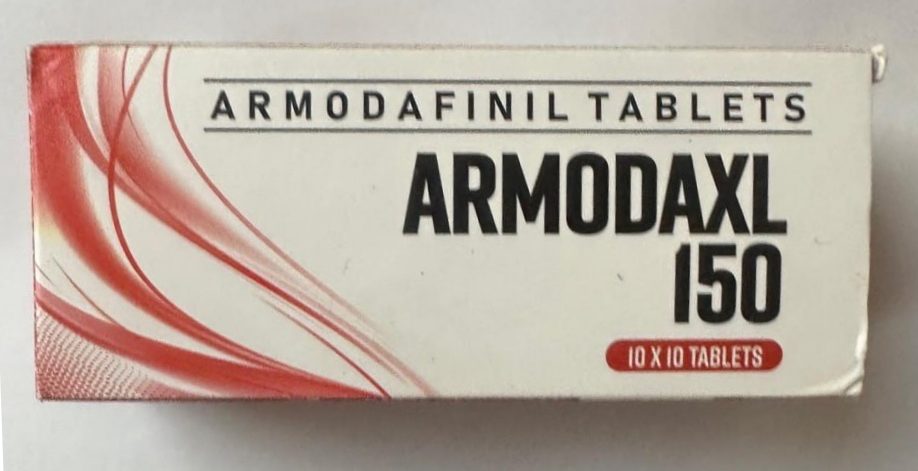 ARMODAFINIL TABLETS
ARMODAXL
150
10 X 10 TABLETS